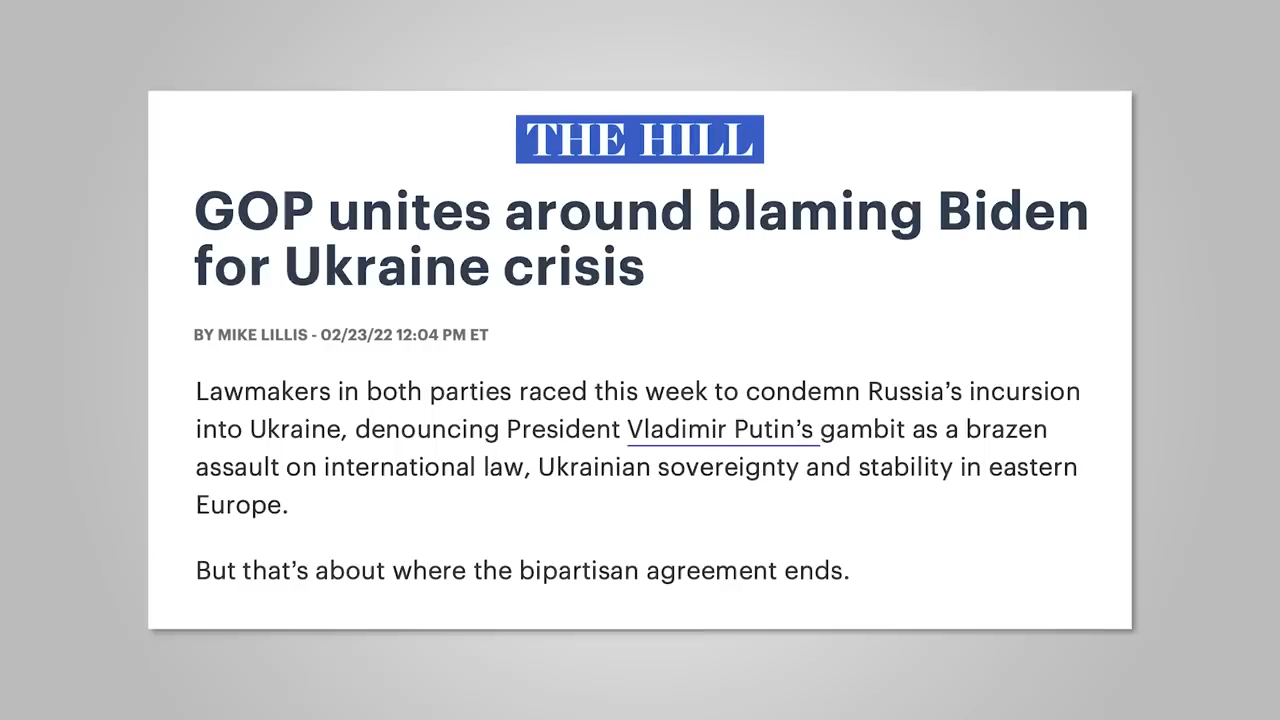 THE HILL
GOP unites around blaming Biden
for Ukraine crisis
BY MIKE LILLIS - 02/23/22 12:04 PM ET
Lawmakers in both parties raced this week to condemn Russia’s incursion
into Ukraine, denouncing President Vladimir Putin’s gambit as a brazen
assault on international law, Ukrainian sovereignty and stability in eastern
Europe.
But that’s about where the bipartisan agreement ends.